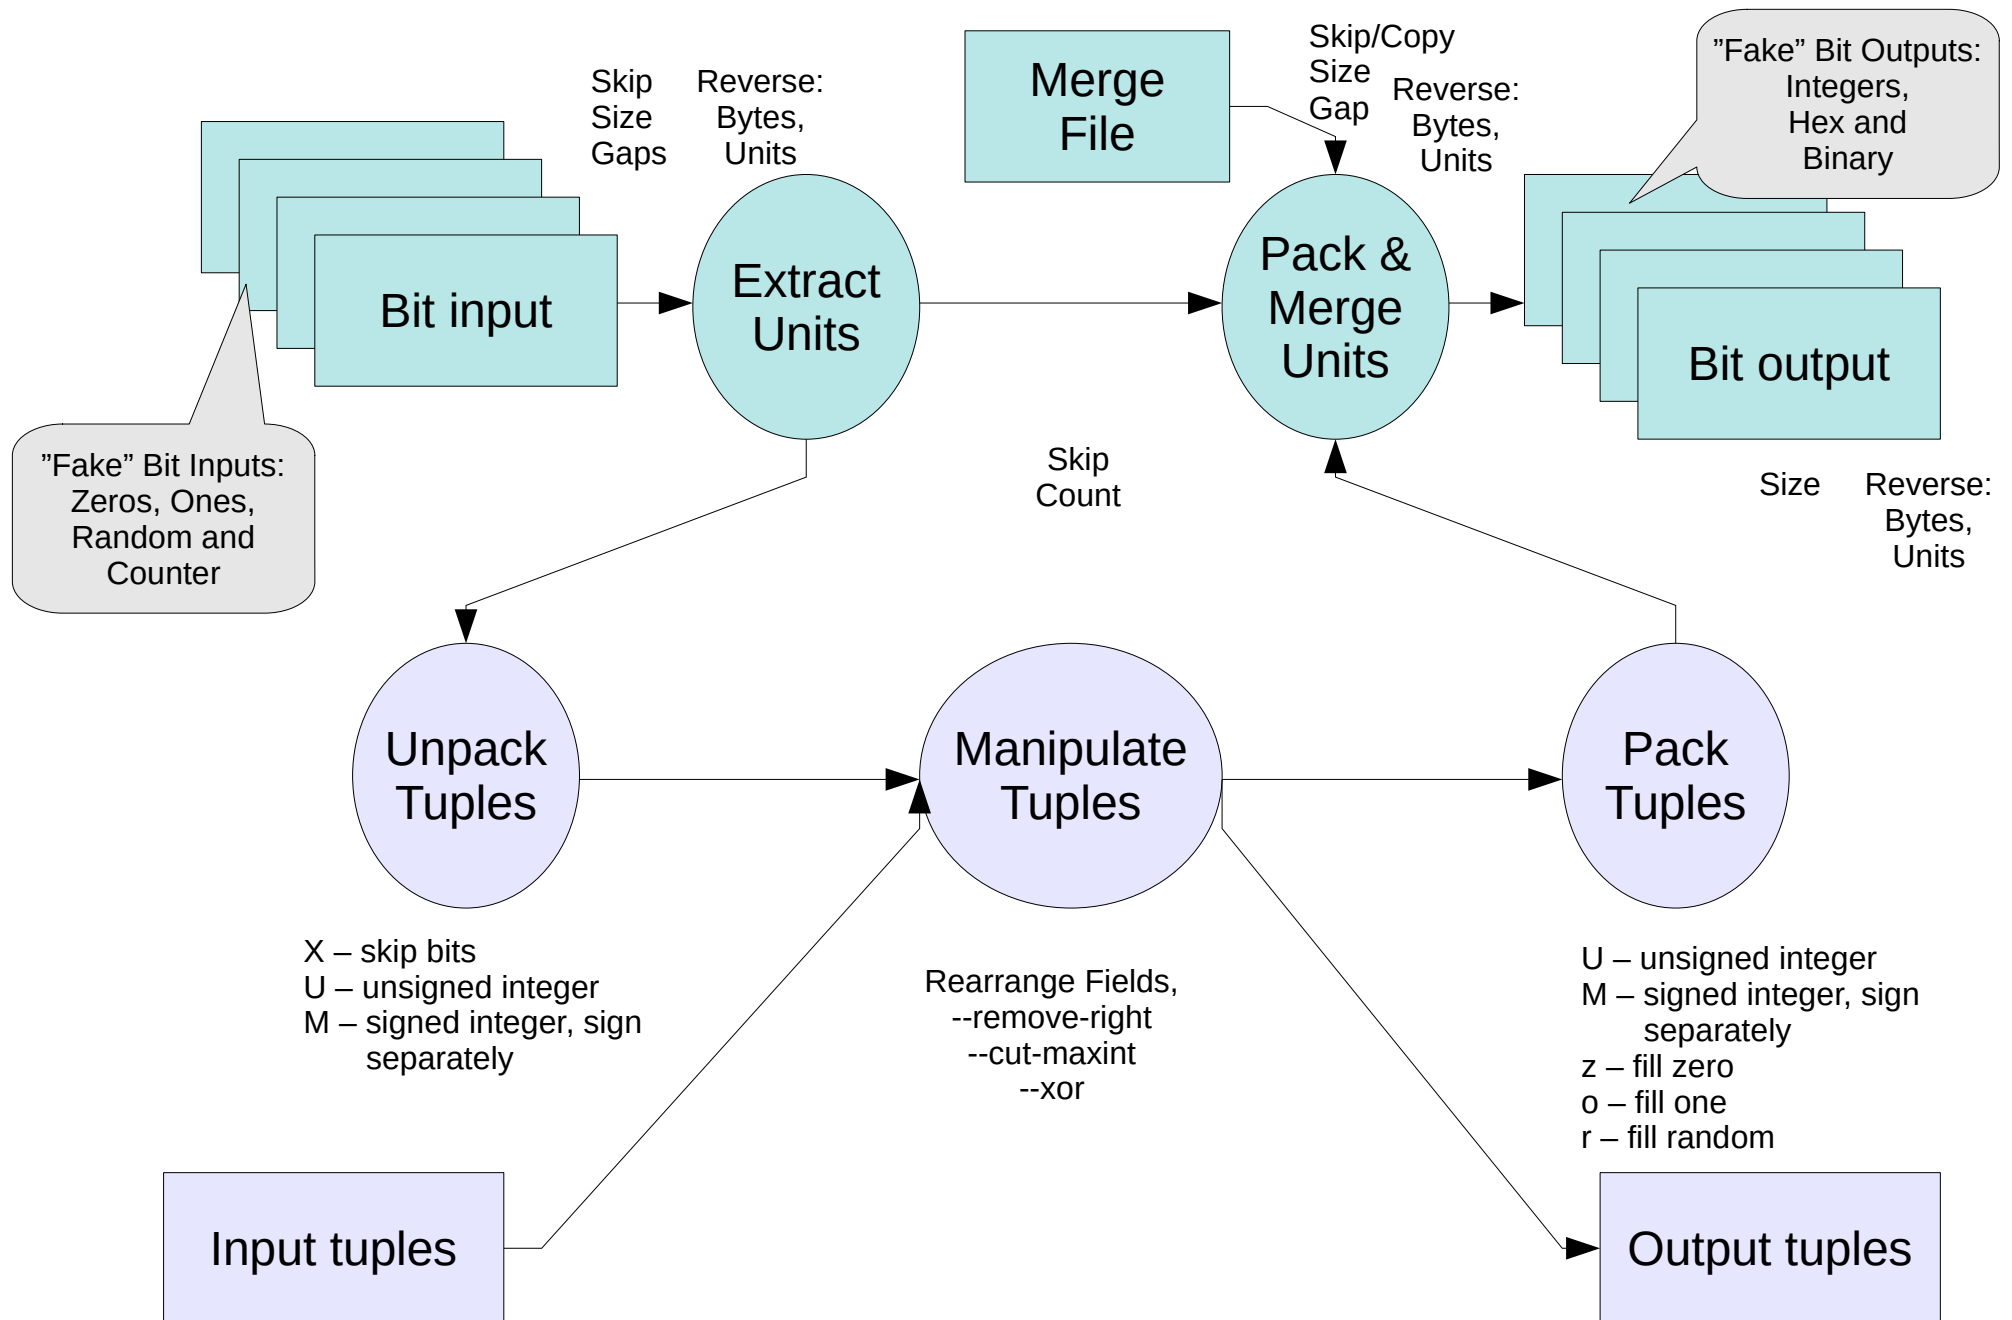 Skip
Size
Gaps
Reverse:
Bytes,
Units
Merge
File
Skip/Copy
Size
Gap
Reverse:
Bytes,
Units
”Fake” Bit Outputs:
Integers,
Hex and
Binary
Bit input
Extract
Units
Pack &
Merge
Units
Bit output
”Fake” Bit Inputs:
Zeros, Ones,
Random and
Counter
Skip
Count
Size
Reverse:
Bytes,
Units
Unpack
Tuples
Manipulate
Tuples
Pack
Tuples
X – skip bits
U – unsigned integer
M – signed integer, sign
separately
Rearrange Fields,
--remove-right
--cut-maxint
--xor
U – unsigned integer
M – signed integer, sign
separately
z – fill zero
o – fill one
r – fill random
Input tuples
Output tuples